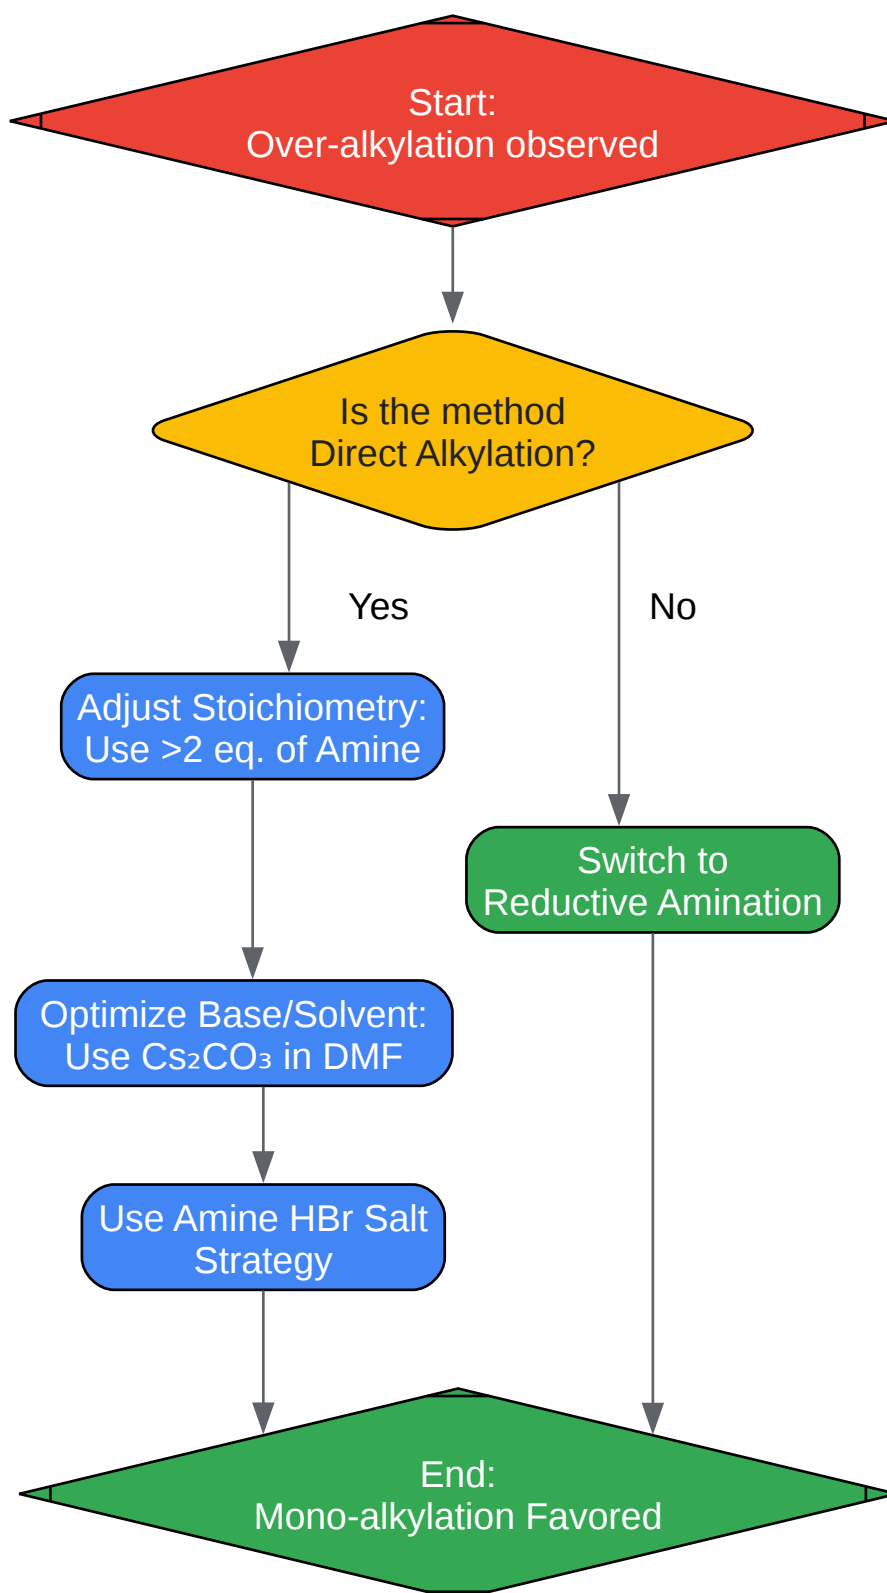 Start:
Over-alkylation observed
Is the method
Direct Alkylation?
Yes
No
Adjust Stoichiometry:
Use >2 eq. of Amine
Switch to
Reductive Amination
Optimize Base/Solvent:
Use Cs₂CO₃ in DMF
Use Amine HBr Salt
Strategy
End:
Mono-alkylation Favored